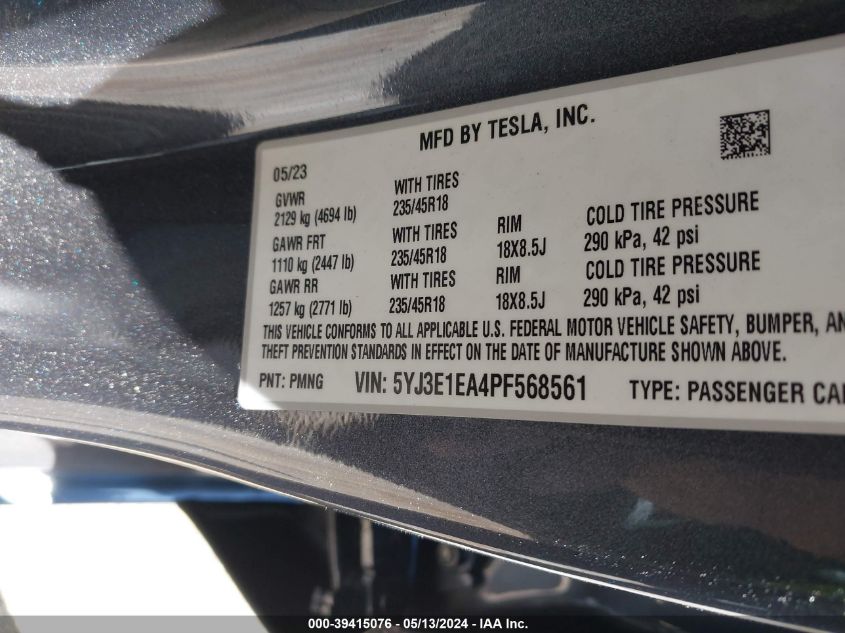 MFD BY TESLA, INC.
05/23
GVWR
2129 kg (4694 lb)
WITH TIRES
235/45R18
GAWR FRT
1110 kg (2447 lb)
WITH TIRES
235/45R18
RIM
18X8.5J
COLD TIRE PRESSURE
290 kPa, 42 psi
GAWR RR
1257 kg (2771 lb)
WITH TIRES
235/45R18
RIM
18X8.5J
COLD TIRE PRESSURE
290 kPa, 42 psi
THIS VEHICLE CONFORMS TO ALL APPLICABLE U.S. FEDERAL MOTOR VEHICLE SAFETY, BUMPER, AN
THEFT PREVENTION STANDARDS IN EFFECT ON THE DATE OF MANUFACTURE SHOWN ABOVE.
PNT: PMNG VIN: 5YJ3E1EA4PF568561 TYPE: PASSENGER CA
000-39415076 - 05/13/2024 - IAA Inc.